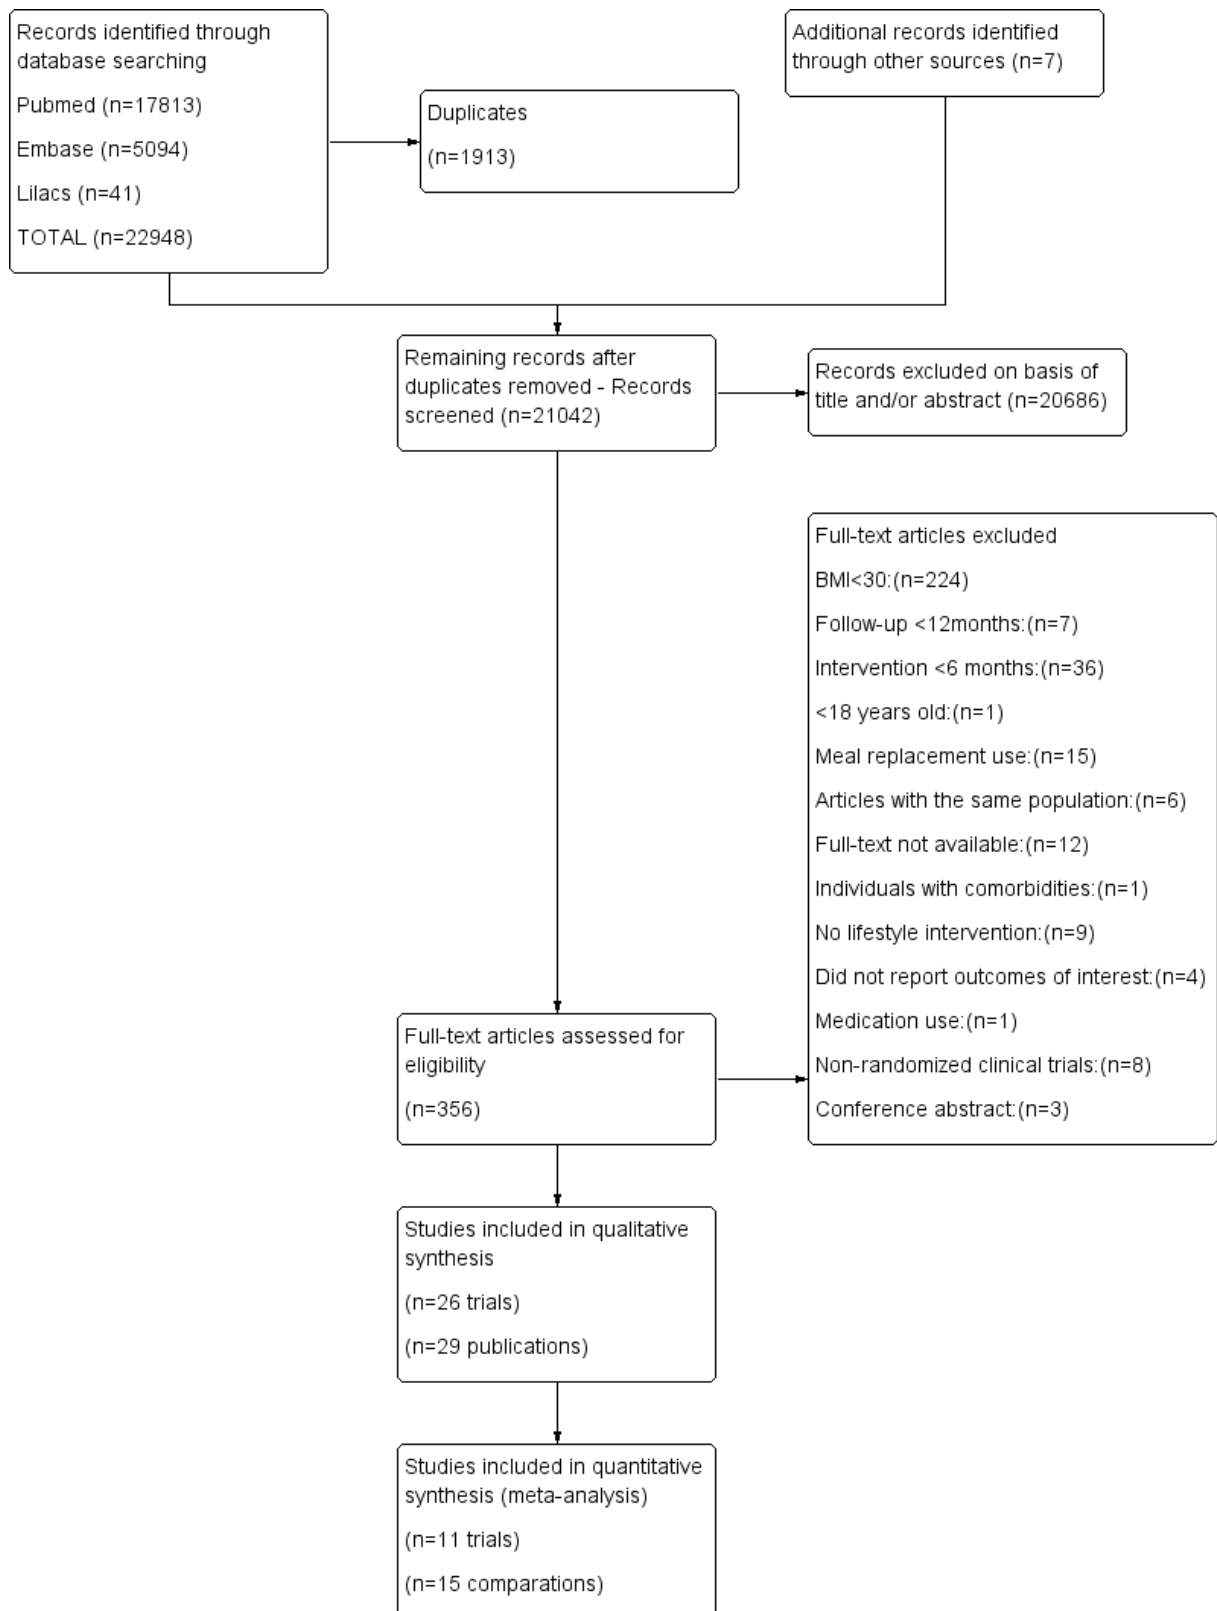 Records identified through
database searching
Pubmed (n=17813)
Embase (n=5094)
Lilacs (n=41)
TOTAL (n=22948)
Duplicates
(n=1913)
Additional records identified
through other sources (n=7)
Remaining records after
duplicates removed - Records
screened (n=21042)
Records excluded on basis of
title and/or abstract (n=20686)
Full-text articles excluded
BMI<30:(n=224)
Follow-up <12months:(n=7)
Intervention <6 months:(n=36)
<18 years old:(n=1)
Meal replacement use:(n=15)
Articles with the same population:(n=6)
Full-text not available:(n=12)
Individuals with comorbidities:(n=1)
No lifestyle intervention:(n=9)
Did not report outcomes of interest:(n=4)
Medication use:(n=1)
Non-randomized clinical trials:(n=8)
Conference abstract:(n=3)
Full-text articles assessed for
eligibility
(n=356)
Studies included in qualitative
synthesis
(n=26 trials)
(n=29 publications)
Studies included in quantitative
synthesis (meta-analysis)
(n=11 trials)
(n=15 comparations)